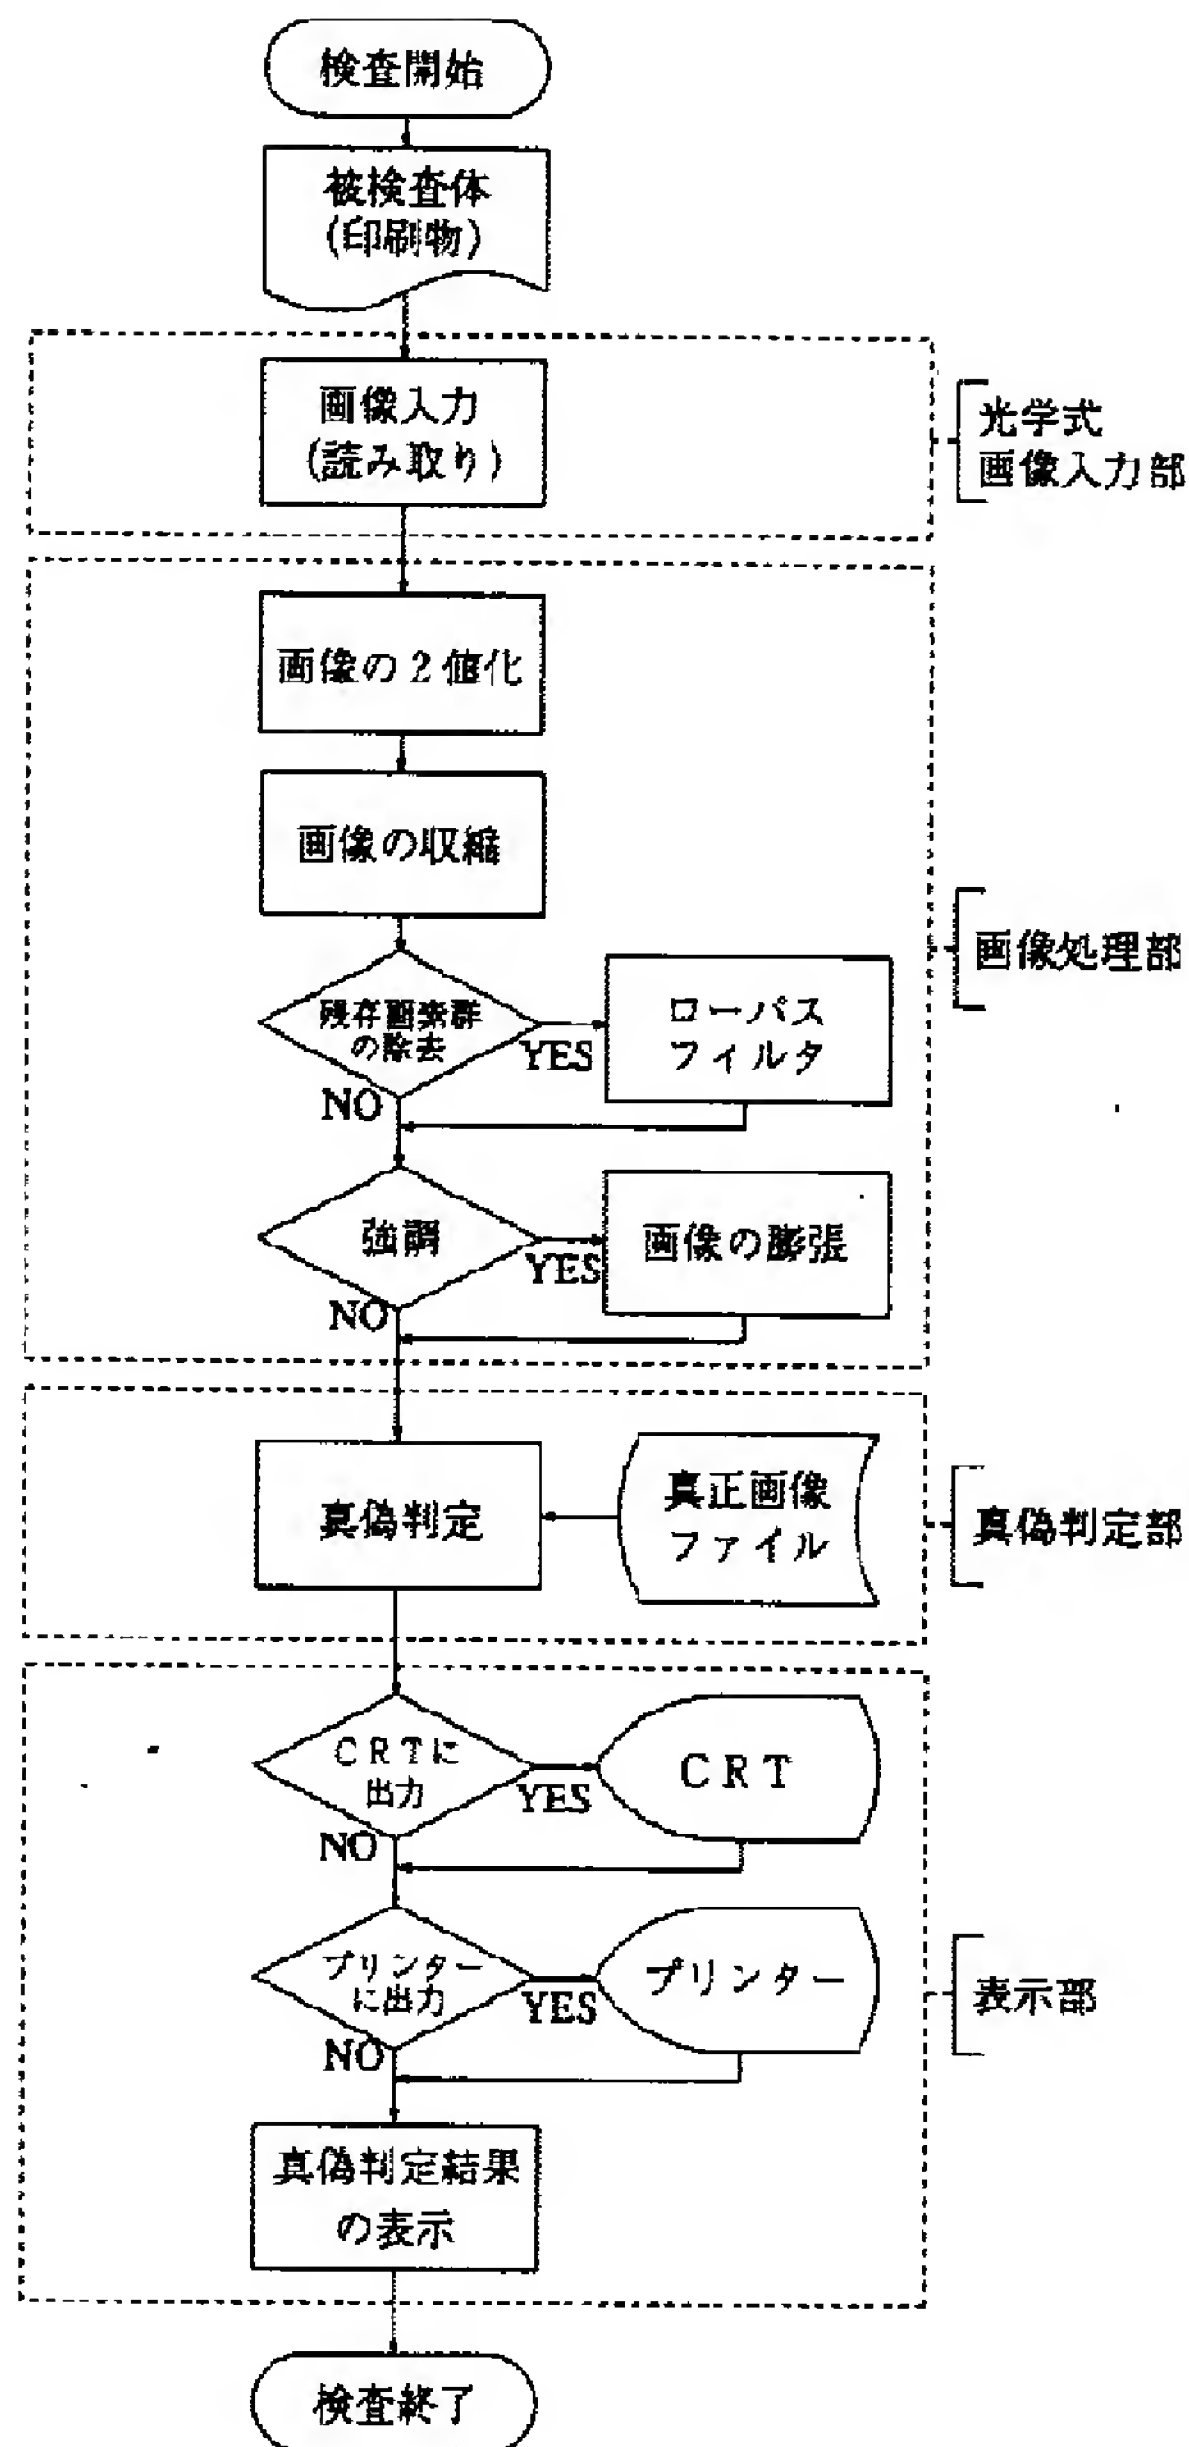 検査開始
被検査体
(印刷物)
画像入力
(読み取り)
光学式
画像入力部
画像の2値化
画像の収縮
画像処理部
残存画素群
の除去
YES
ローパス
フィルタ
NO
強調
YES
画像の膨張
NO
真偽判定
真正画像
ファイル
真偽判定部
CRTに
出力
YES
CRT
NO
プリンター
に出力
YES
プリンター
NO
表示部
真偽判定結果
の表示
検査終了